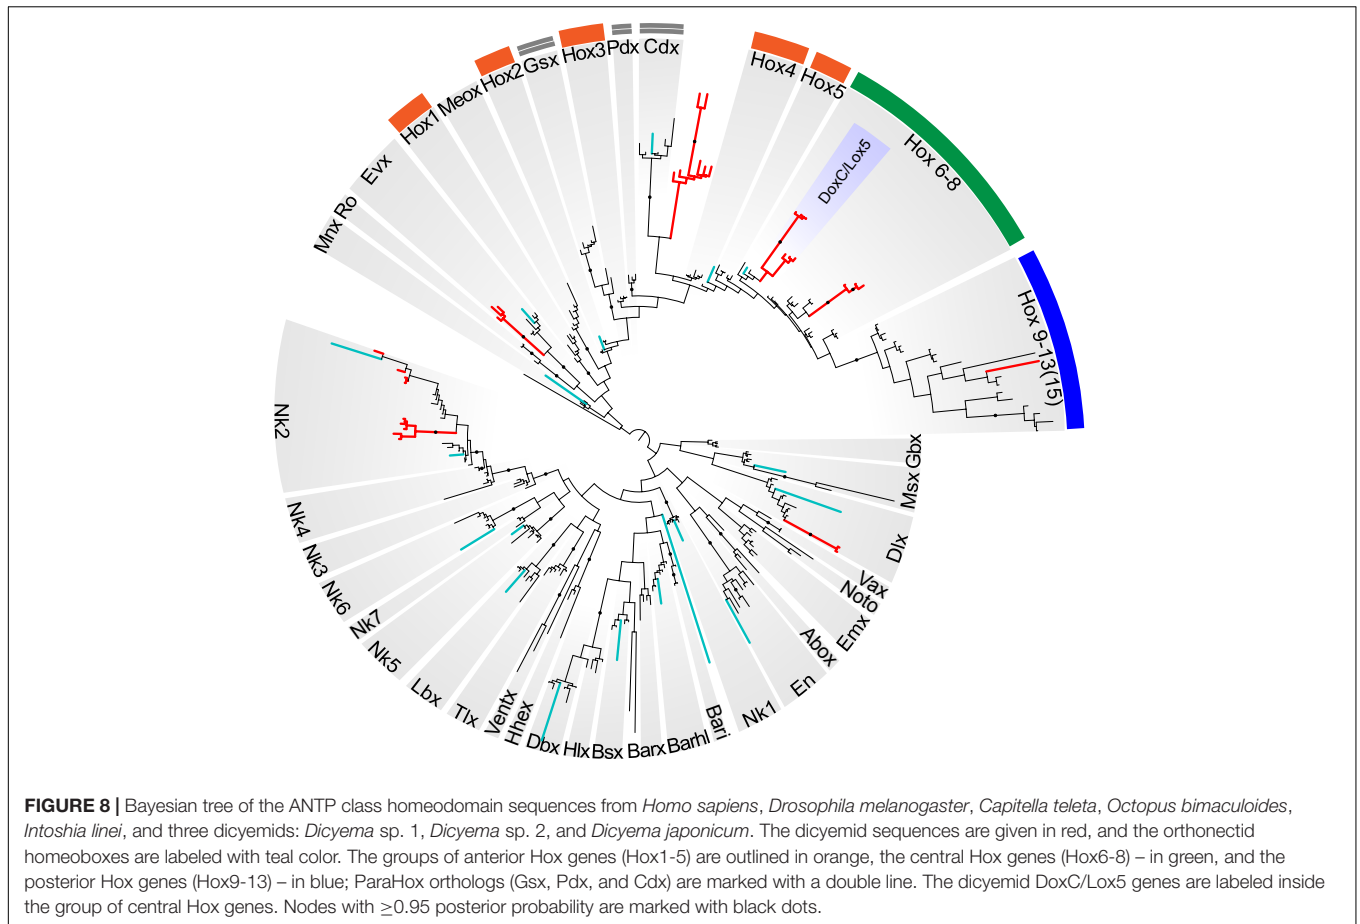 Mnx
Ro
Evx
Hox1
Meox
Hox2
Gsx
Hox3
Pdx
Cdx
Hox4
Hox5
Hox 6-8
DoxC/Lox5
Hox 9-13(15)
Gbx
Msx
Dlx
Vax
Noto
Emx
Abox
En
Nk1
Bari
Barhl
Barx
Bsx
Hlx
Dbx
Hhex
Ventx
Tlx
Lbx
Nk5
Nk7
Nk6
Nk3
Nk4
Nk2
FIGURE 8 | Bayesian tree of the ANTP class homeodomain sequences from Homo sapiens, Drosophila melanogaster, Capitella teleta, Octopus bimaculoides,
Intoshia linei, and three dicyemids: Dicyema sp. 1, Dicyema sp. 2, and Dicyema japonicum. The dicyemid sequences are given in red, and the orthonectid
homeoboxes are labeled with teal color. The groups of anterior Hox genes (Hox1-5) are outlined in orange, the central Hox genes (Hox6-8) – in green, and the
posterior Hox genes (Hox9-13) – in blue; ParaHox orthologs (Gsx, Pdx, and Cdx) are marked with a double line. The dicyemid DoxC/Lox5 genes are labeled inside
the group of central Hox genes. Nodes with ≥0.95 posterior probability are marked with black dots.